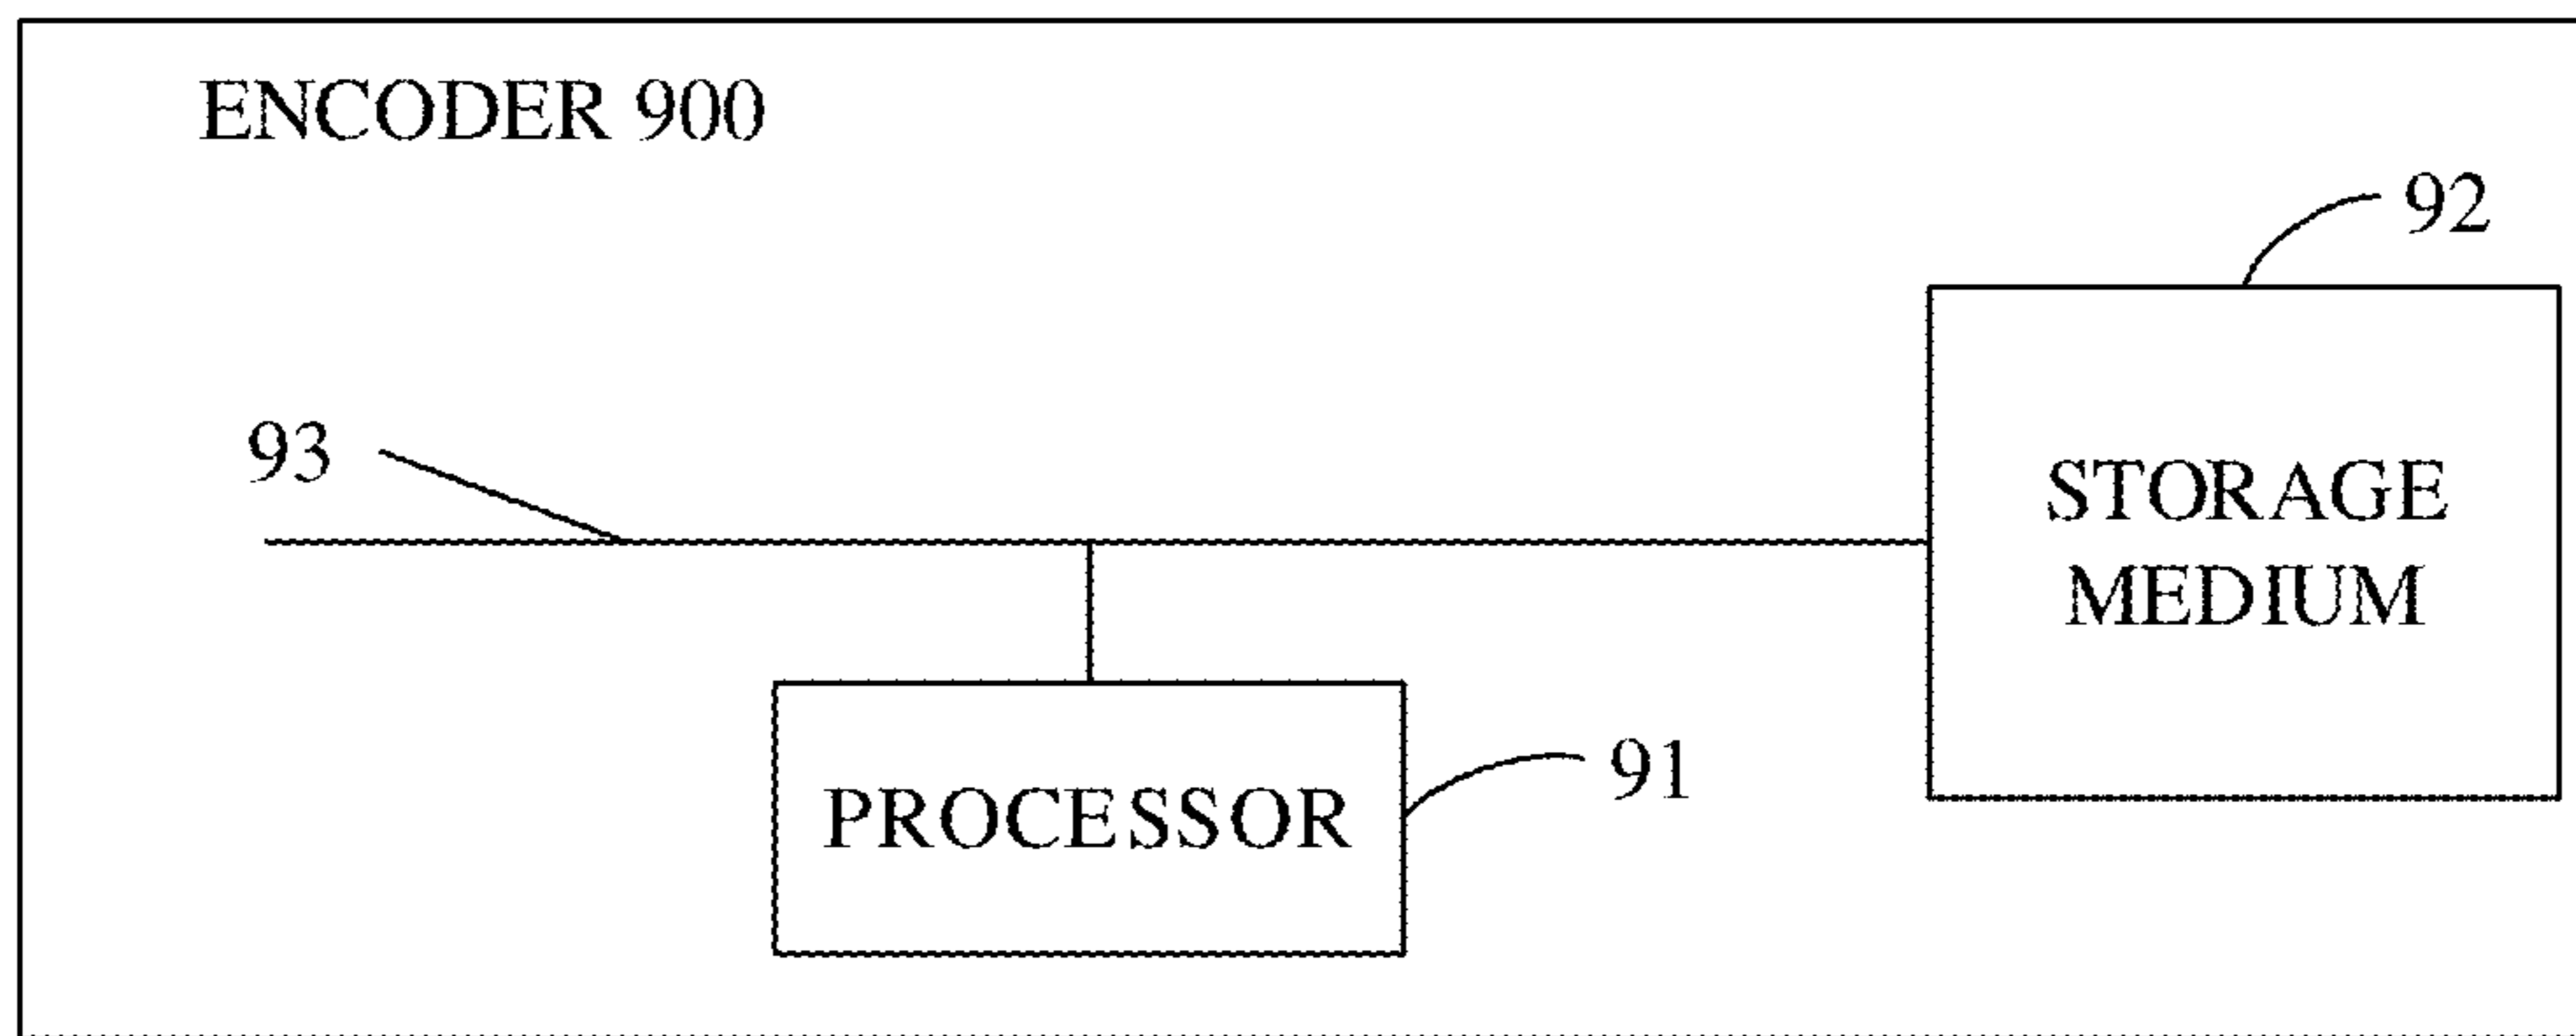 ENCODER 900
92
93
STORAGE
MEDIUM
91
PROCESSOR